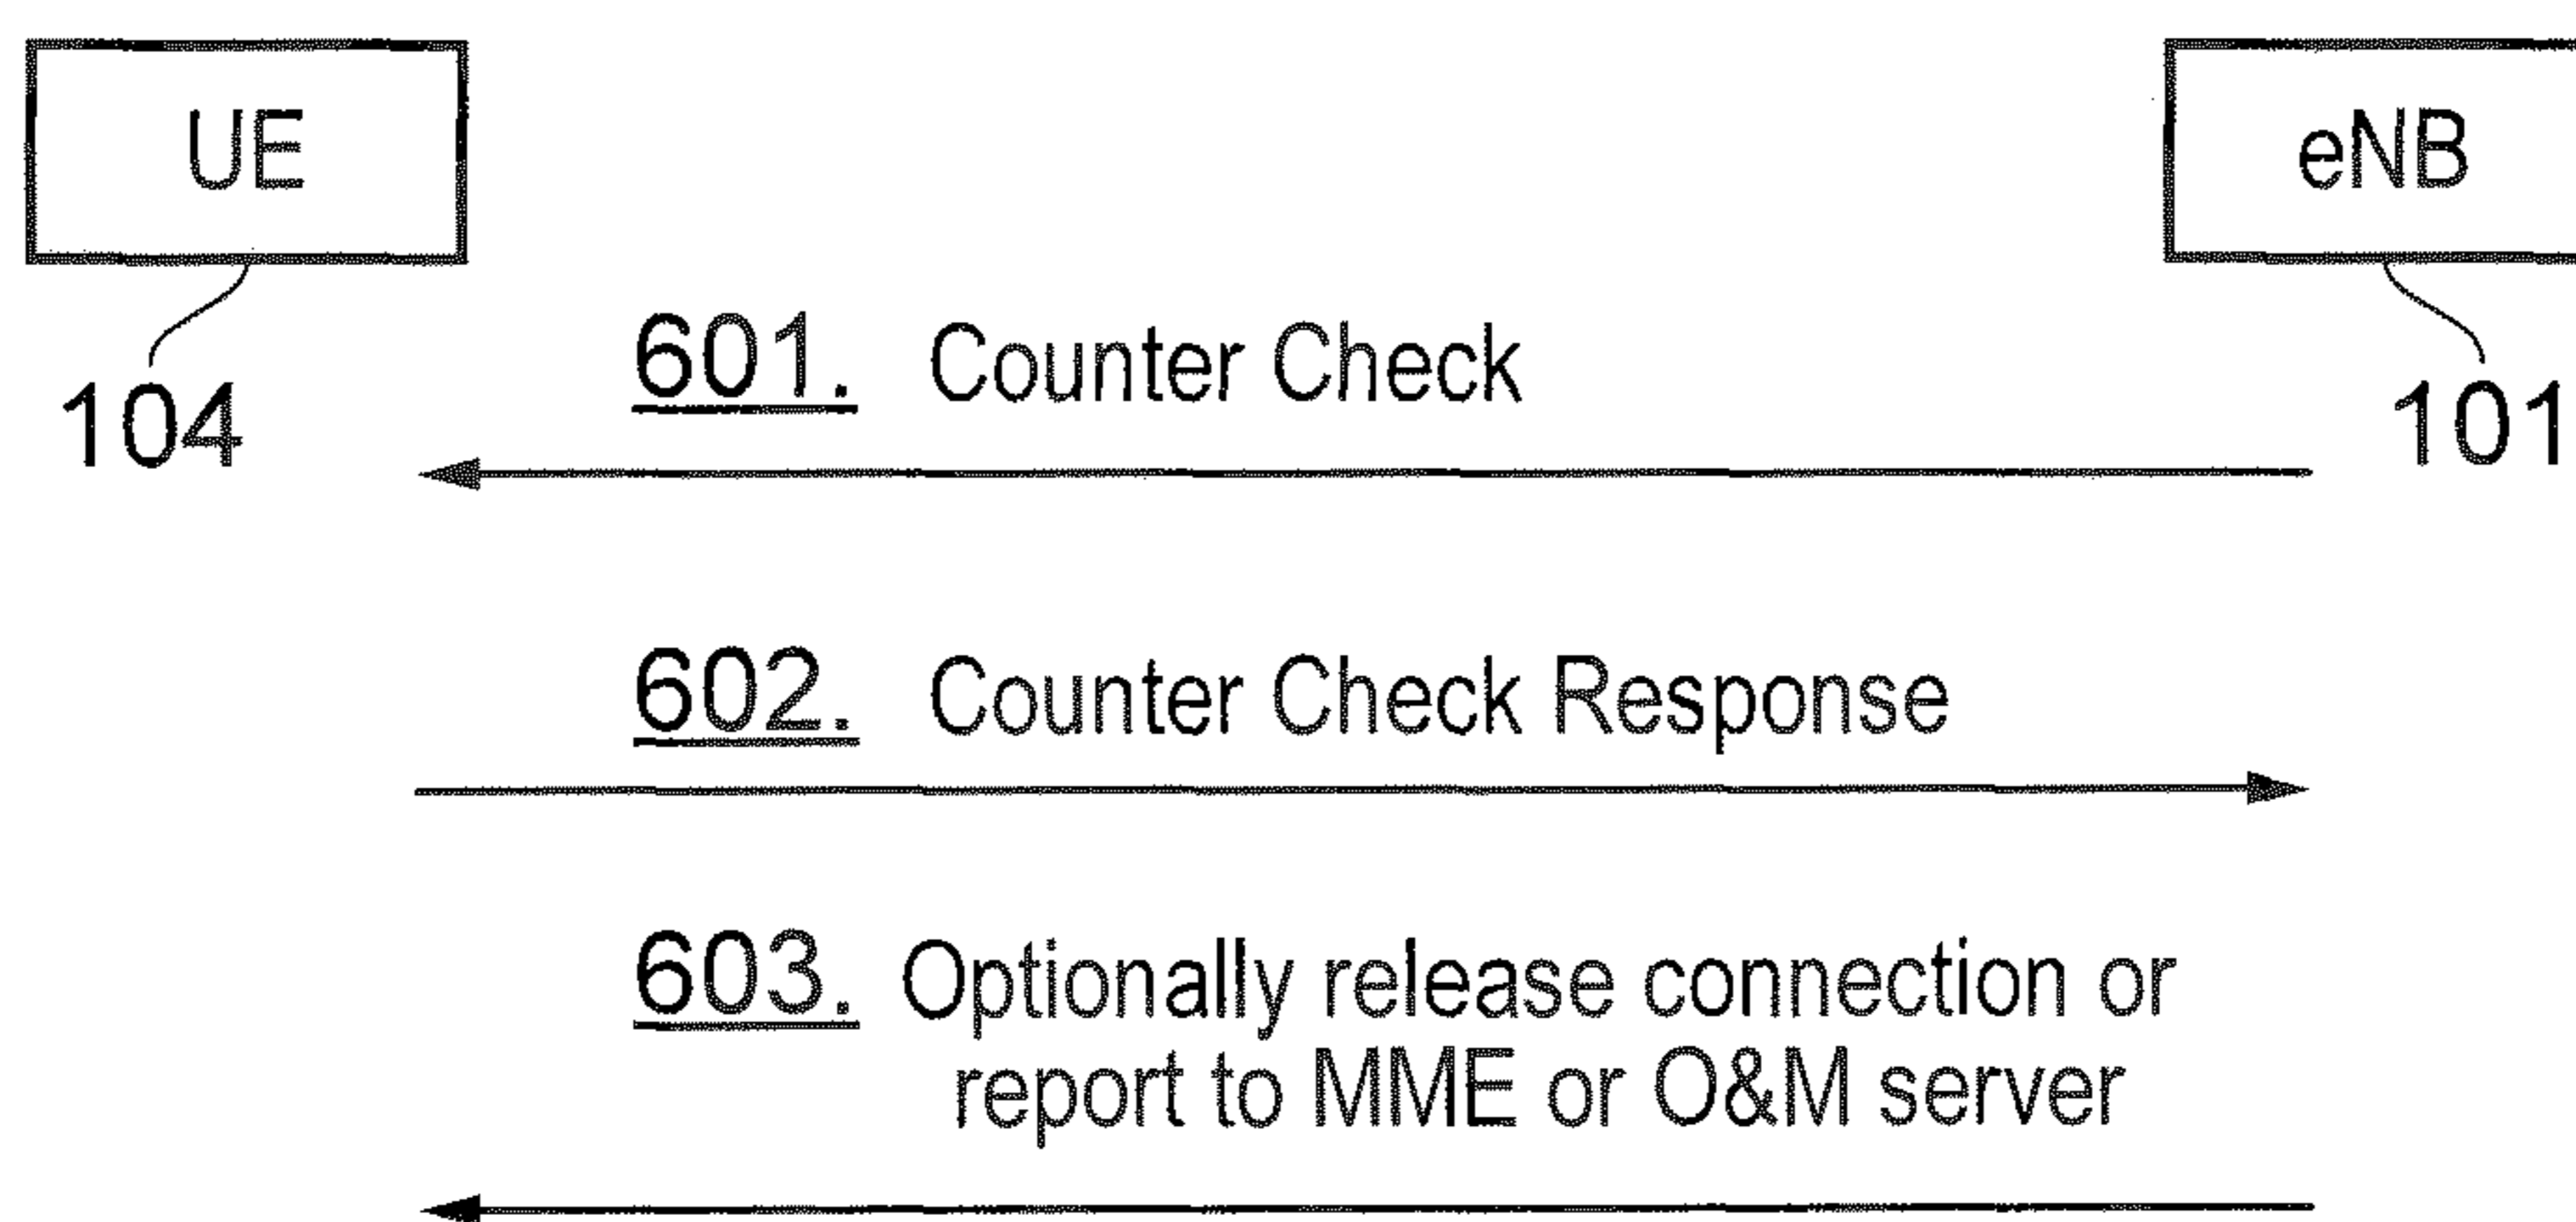 UE
eNB
104
601. Counter Check
101
602. Counter Check Response
603. Optionally release connection or
report to MME or O&M server